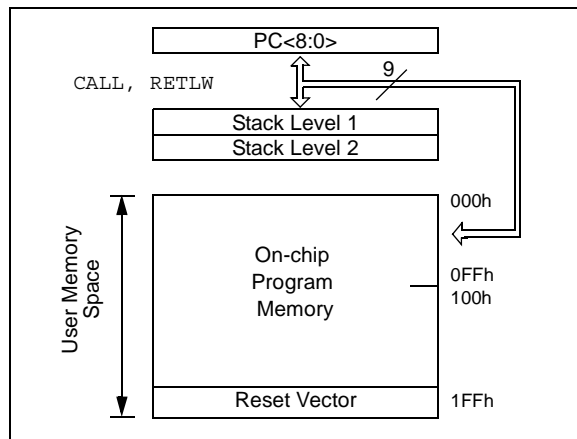 PC<8:0>
9
CALL, RETLW
Stack Level 1
Stack Level 2
User Memory
Space
000h
On-chip
Program
Memory
0FFh
100h
Reset Vector
1FFh